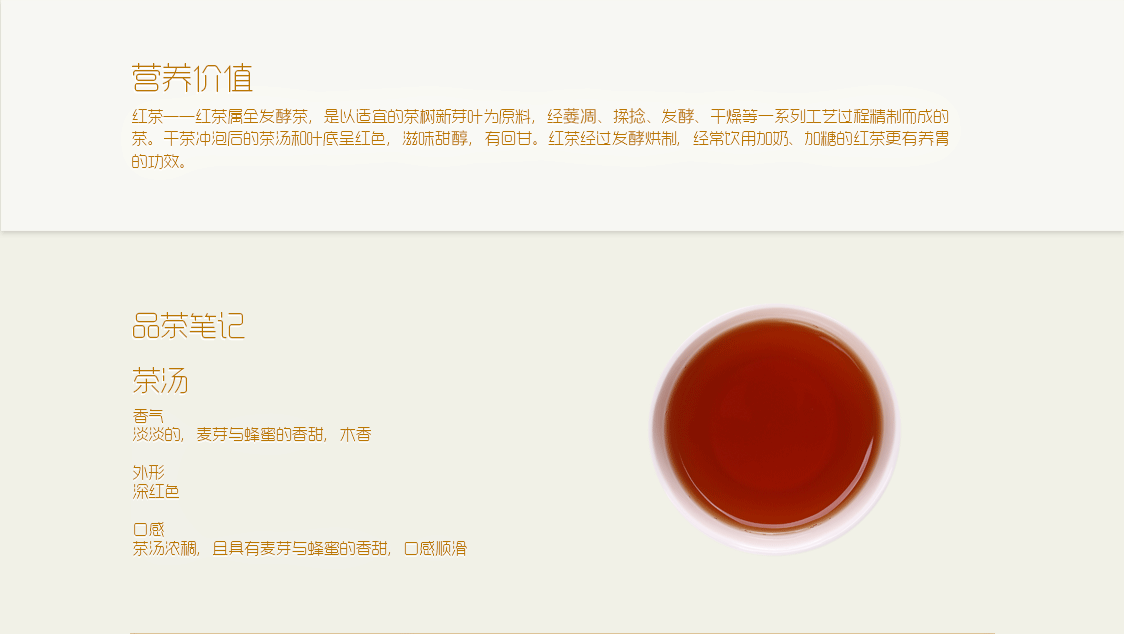 营养价值
红茶——红茶属全发酵茶，是以适宜的茶树新芽叶为原料，经萎凋、揉捻、发酵、干燥等一系列工艺过程精制而成的
茶。干茶冲泡后的茶汤和叶底呈红色，滋味甜醇，有回甘。红茶经过发酵烘制，经常饮用加奶、加糖的红茶更有养胃
的功效。
品茶笔记
茶汤
香气
淡淡的，麦芽与蜂蜜的香甜，木香
外形
深红色
口感
茶汤浓稠，且具有麦芽与蜂蜜的香甜，口感顺滑